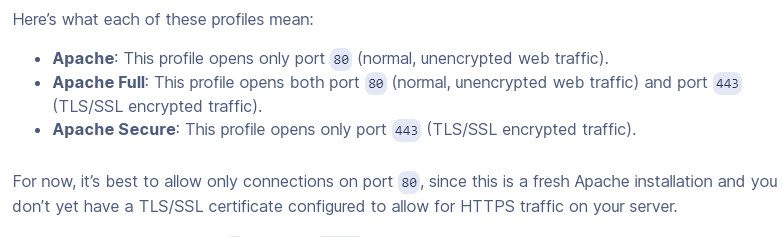 Here’s what each of these profiles mean:
• Apache: This profile opens only port 80 (normal, unencrypted web traffic).
• Apache Full: This profile opens both port 80 (normal, unencrypted web traffic) and port 443
(TLS/SSL encrypted traffic).
• Apache Secure: This profile opens only port 443 (TLS/SSL encrypted traffic).
For now, it’s best to allow only connections on port 80, since this is a fresh Apache installation and you
don’t yet have a TLS/SSL certificate configured to allow for HTTPS traffic on your server.